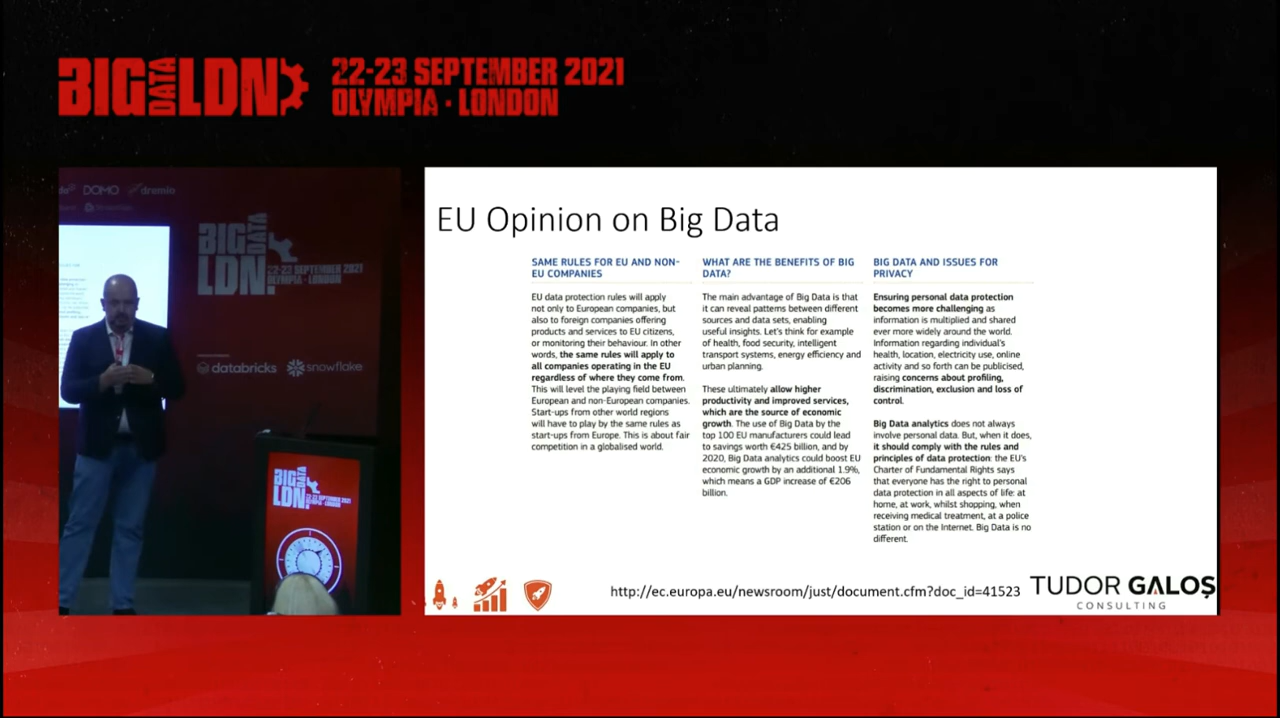 BIG DATA LDN
22-23 SEPTEMBER 2021
OLYMPIA · LONDON
DOMO dremio
BIG DATA
LDN.
22-23 SEPTEMBER 2021
OLYMPIA · LONDON
databricks snowflake
BIG DATA
LDN.
22-23 SEPTEMBER 2021
OLYMPIA · LONDON
EU Opinion on Big Data
SAME RULES FOR EU AND NON-
EU COMPANIES
EU data protection rules will apply
not only to European companies, but
also to foreign companies offering
products and services to EU citizens,
or monitoring their behaviour. In other
words, the same rules will apply to
all companies operating in the EU
regardless of where they come from.
This will level the playing field between
European and non-European companies.
Start-ups from other world regions
will have to play by the same rules as
start-ups from Europe. This is about fair
competition in a globalised world.
WHAT ARE THE BENEFITS OF BIG
DATA?
The main advantage of Big Data is that
it can reveal patterns between different
sources and data sets, enabling
useful insights. Let's think for example
of health, food security, intelligent
transport systems, energy efficiency and
urban planning.
These ultimately allow higher
productivity and improved services,
which are the source of economic
growth. The use of Big Data by the
top 100 EU manufacturers could lead
to savings worth €425 billion, and by
2020, Big Data analytics could boost EU
economic growth by an additional 1.9%,
which means a GDP increase of €206
billion.
BIG DATA AND ISSUES FOR
PRIVACY
Ensuring personal data protection
becomes more challenging as
information is multiplied and shared
ever more widely around the world.
Information regarding individual's
health, location, electricity use, online
activity and so forth can be publicised,
raising concerns about profiling,
discrimination, exclusion and loss of
control.
Big Data analytics does not always
involve personal data. But, when it does,
it should comply with the rules and
principles of data protection: the EU's
Charter of Fundamental Rights says
that everyone has the right to personal
data protection in all aspects of life: at
home, at work, whilst shopping, when
receiving medical treatment, at a police
station or on the Internet. Big Data is no
different.
http://ec.europa.eu/newsroom/just/document.cfm?doc_id=41523
TUDOR GALOȘ
CONSULTING